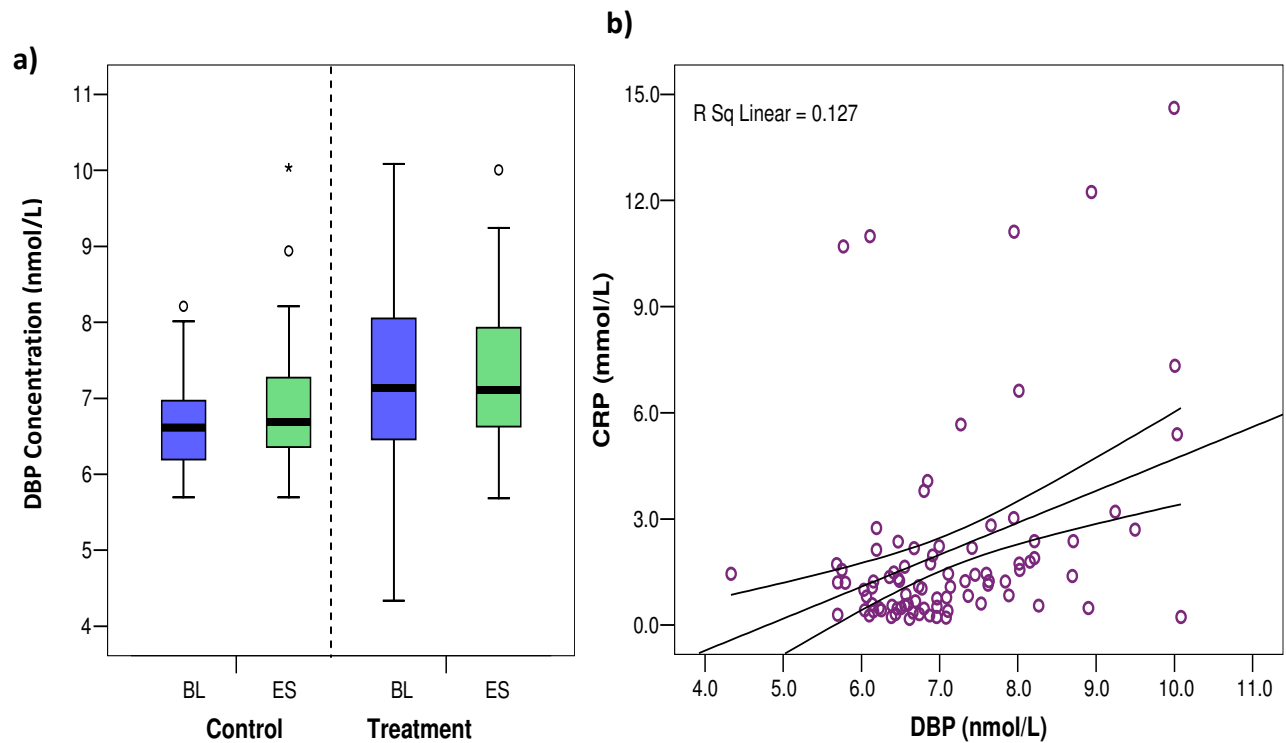 a)
DBP Concentration (nmol/L)
11
10
9
8
7
6
5
4
*
BL
ES
BL
ES
Control
Treatment
b)
R Sq Linear = 0.127
CRP (mmol/L)
15.0
12.0
9.0
6.0
3.0
0.0
4.0
5.0
6.0
7.0
8.0
9.0
10.0
11.0
DBP (nmol/L)